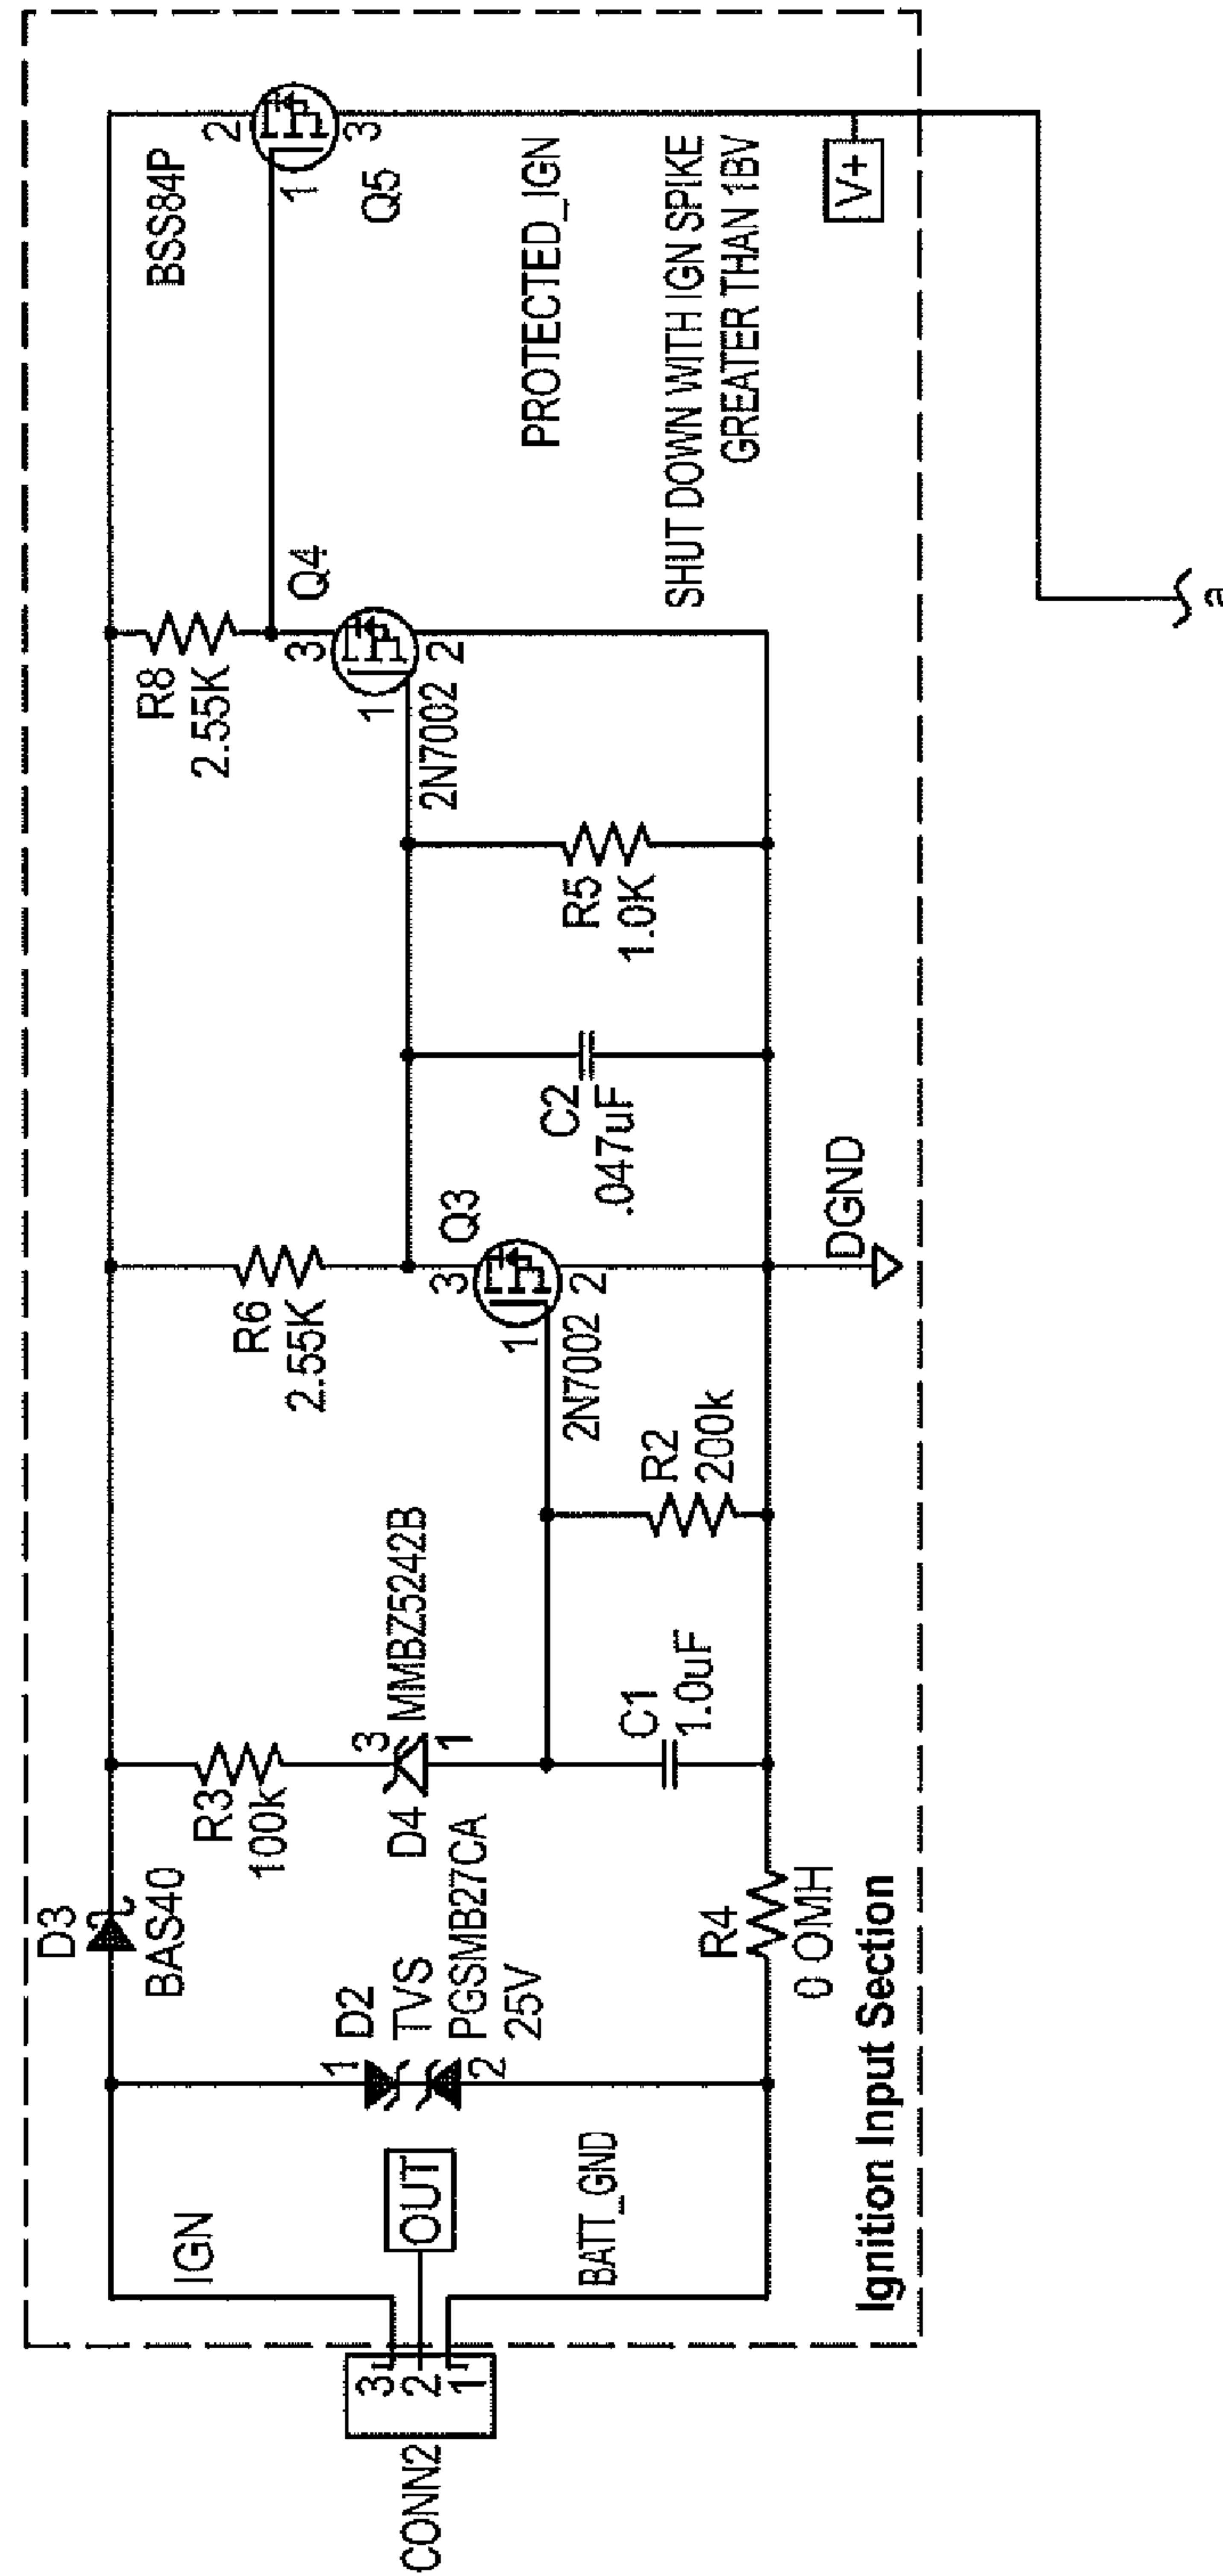 CONN2
3
2
1
IGN
OUT
BATT_GND
Ignition Input Section
D3
BAS40
1
D2
TVS
PGSMB27CA
25V
2
R4
0 OMH
R3
100k
3
D4
MMBZ5242B
1
C1
1.0uF
R2
200k
R6
2.55K
3
Q3
1
2N7002
2
DGND
C2
.047uF
R5
1.0K
R8
2.55K
3
Q4
1
2N7002
2
BSS84P
2
1
3
Q5
PROTECTED_IGN
SHUT DOWN WITH IGN SPIKE
GREATER THAN 1BV
V+
a